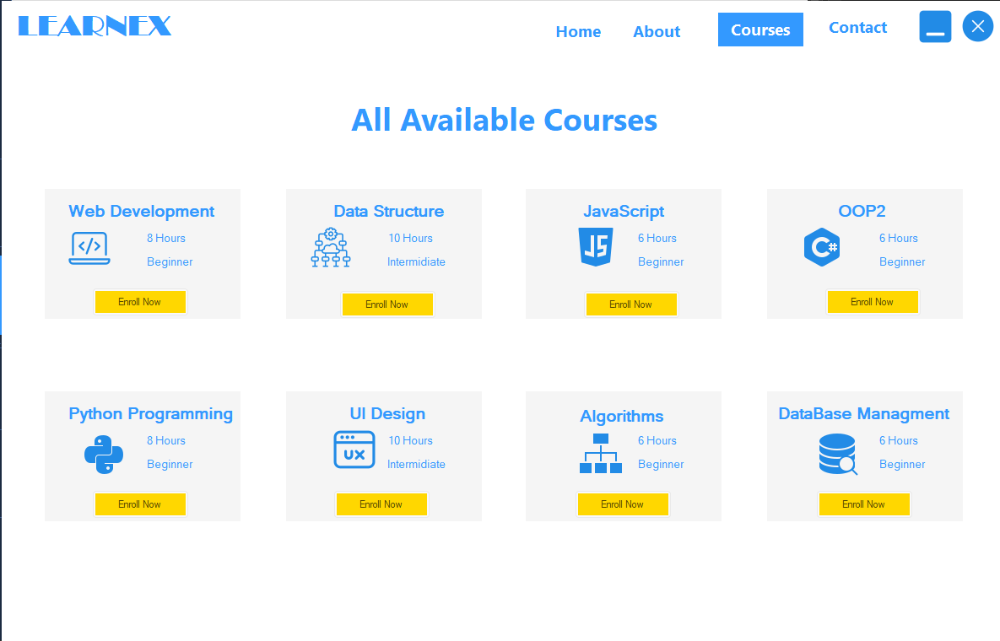 LEARNEX
Home About Courses Contact
All Available Courses
Web Development
8 Hours
</>
Beginner
Enroll Now
Data Structure
10 Hours
Intermidiate
Enroll Now
JavaScript
6 Hours
JS
Beginner
Enroll Now
OOP2
6 Hours
C#
Beginner
Enroll Now
Python Programming
8 Hours
Beginner
Enroll Now
UI Design
10 Hours
UX
Intermidiate
Enroll Now
Algorithms
6 Hours
Beginner
Enroll Now
DataBase Managment
6 Hours
Beginner
Enroll Now